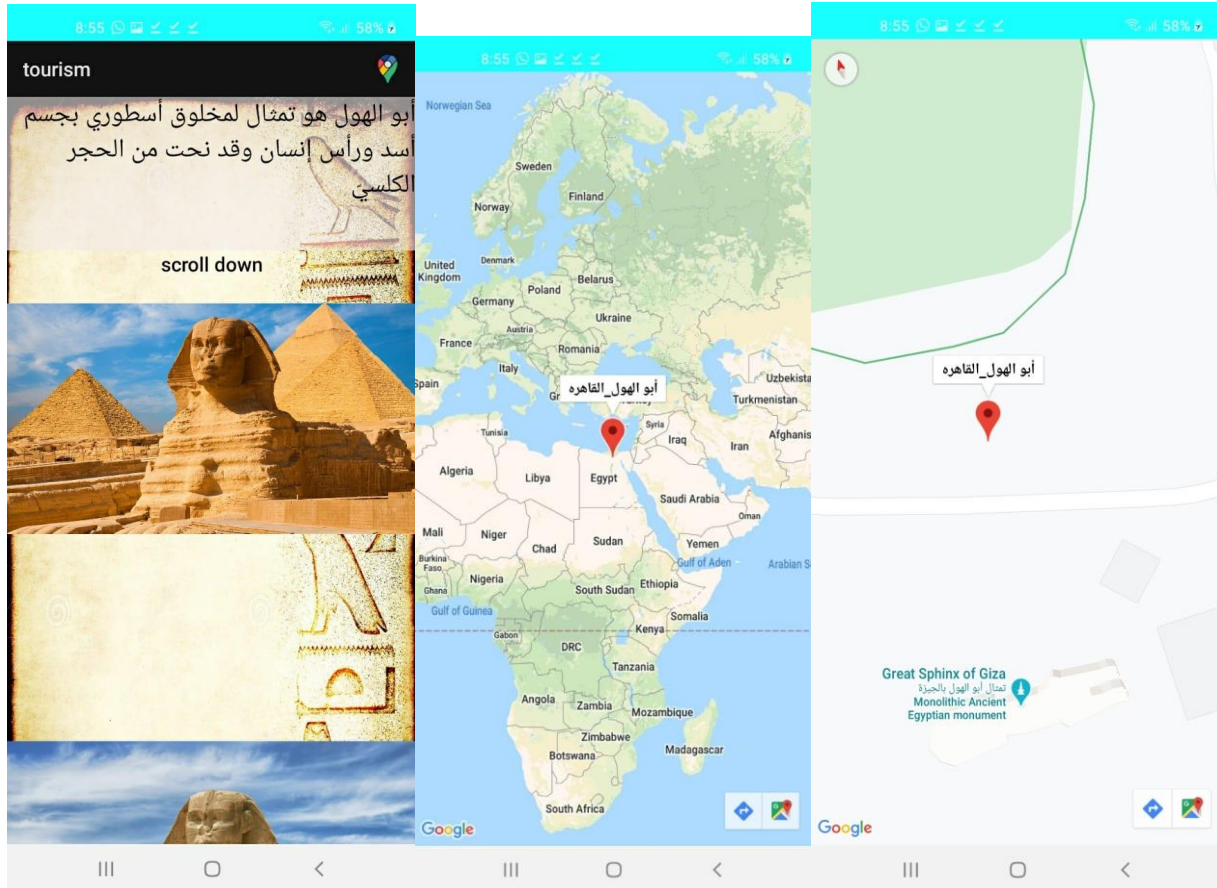 8:55
58%
tourism
أبو الهول هو تمثال لمخلوق أسطوري بجسم
أسد ورأس إنسان وقد نحت من الحجر
الكلسيّ
scroll down
8:55
58%
Norwegian Sea
Sweden
Finland
Norway
Denmark
United
Kingdom
Belarus
Poland
Germany
Ukraine
Austria
France
Romania
Italy
أبو الهول_القاهره
pain
Gr
Turkey
Uzbekista
Turkmenistan
Tunisia
Syria
Iraq
Iran
Afghanis
Algeria
Libya
Egypt
Saudi Arabia
Oman
Mali
Niger
Chad
Sudan
Yemen
Burkina
Faso
Gulf of Aden
Arabian S
Nigeria
Ghana
South Sudan
Ethiopia
Gulf of Guinea
Somalia
Gabon
Kenya
DRC
Tanzania
Angola
Zambia
Mozambique
Zimbabwe
Botswana
Madagascar
South Africa
Google
8:55
58%
أبو الهول_القاهره
Great Sphinx of Giza
تمثال أبو الهول بالجيزة
Monolithic Ancient
Egyptian monument
Google